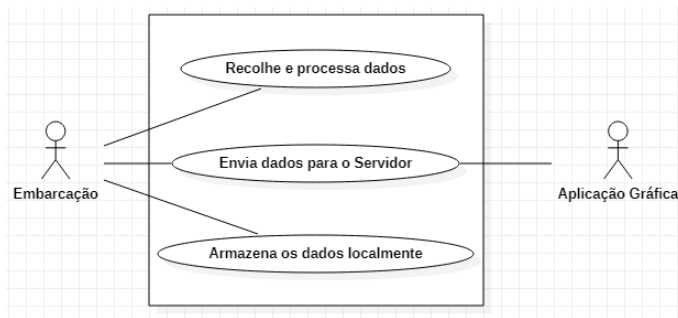 Recolhe e processa dados
Envia dados para o Servidor
Embarcação
Aplicação Gráfica
Armazena os dados localmente